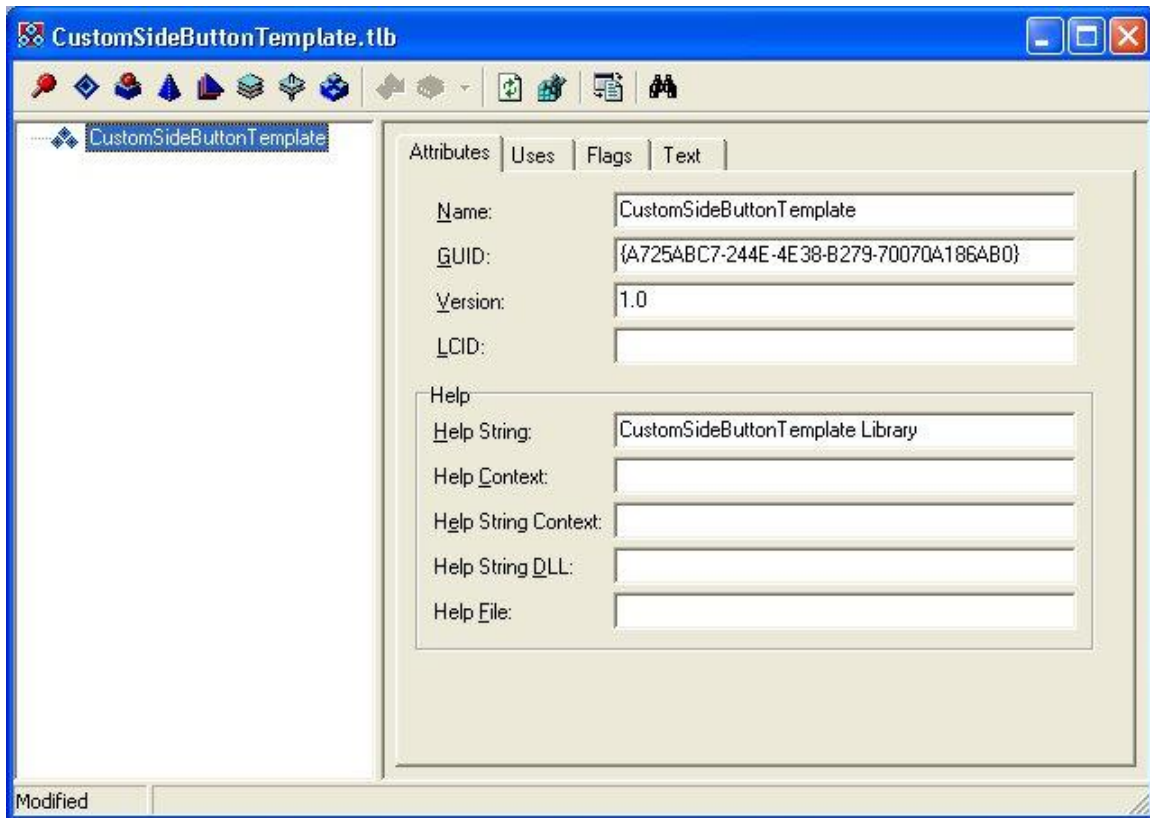 CustomSideButtonTemplate.tlb
CustomSideButtonTemplate
Attributes Uses Flags Text
Name: CustomSideButtonTemplate
GUID: {A725ABC7-244E-4E38-B279-70070A186AB0}
Version: 1.0
LCID:
Help
Help String: CustomSideButtonTemplate Library
Help Context:
Help String Context:
Help String DLL:
Help File:
Modified